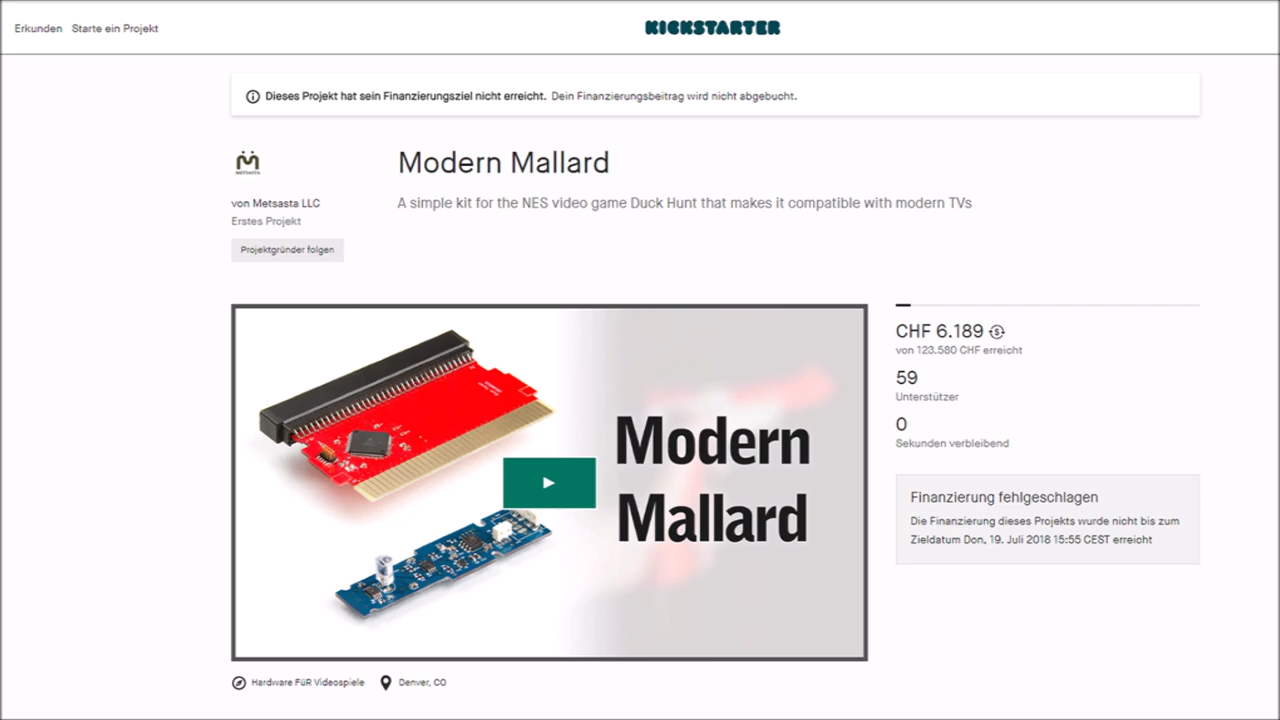 Erkunden Starte ein Projekt
KICKSTARTER
Dieses Projekt hat sein Finanzierungsziel nicht erreicht. Dein Finanzierungsbeitrag wird nicht abgebucht.
METSASTA
Modern Mallard
A simple kit for the NES video game Duck Hunt that makes it compatible with modern TVs
von Metsasta LLC
Erstes Projekt
Projektgründer folgen
Modern
Mallard
CHF 6.189
von 123.580 CHF erreicht
59
Unterstützer
0
Sekunden verbleibend
Finanzierung fehlgeschlagen
Die Finanzierung dieses Projekts wurde nicht bis zum
Zieldatum Don, 19. Juli 2018 15:55 CEST erreicht
Hardware FüR Videospiele Denver, CO